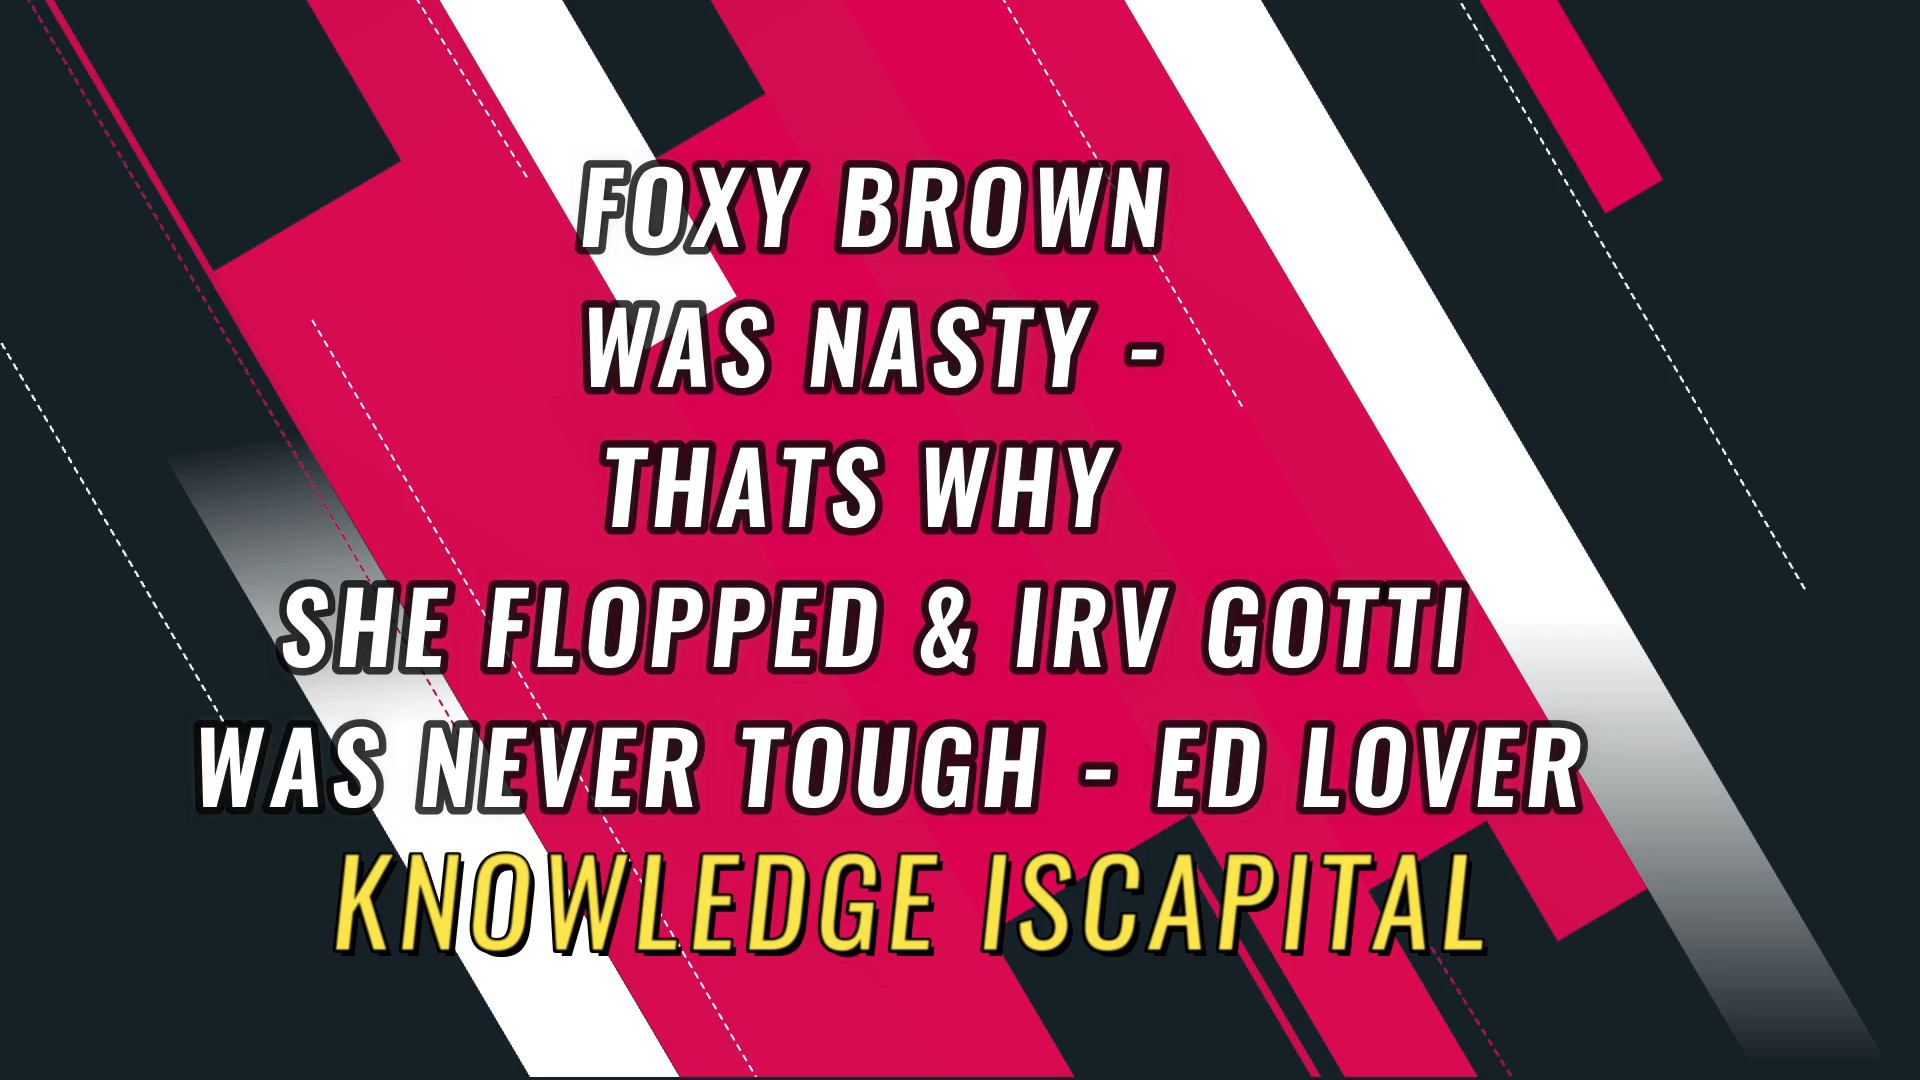 FOXY BROWN
WAS NASTY -
THATS WHY
SHE FLOPPED & IRV GOTTI
WAS NEVER TOUGH - ED LOVER
KNOWLEDGE ISCAPITAL